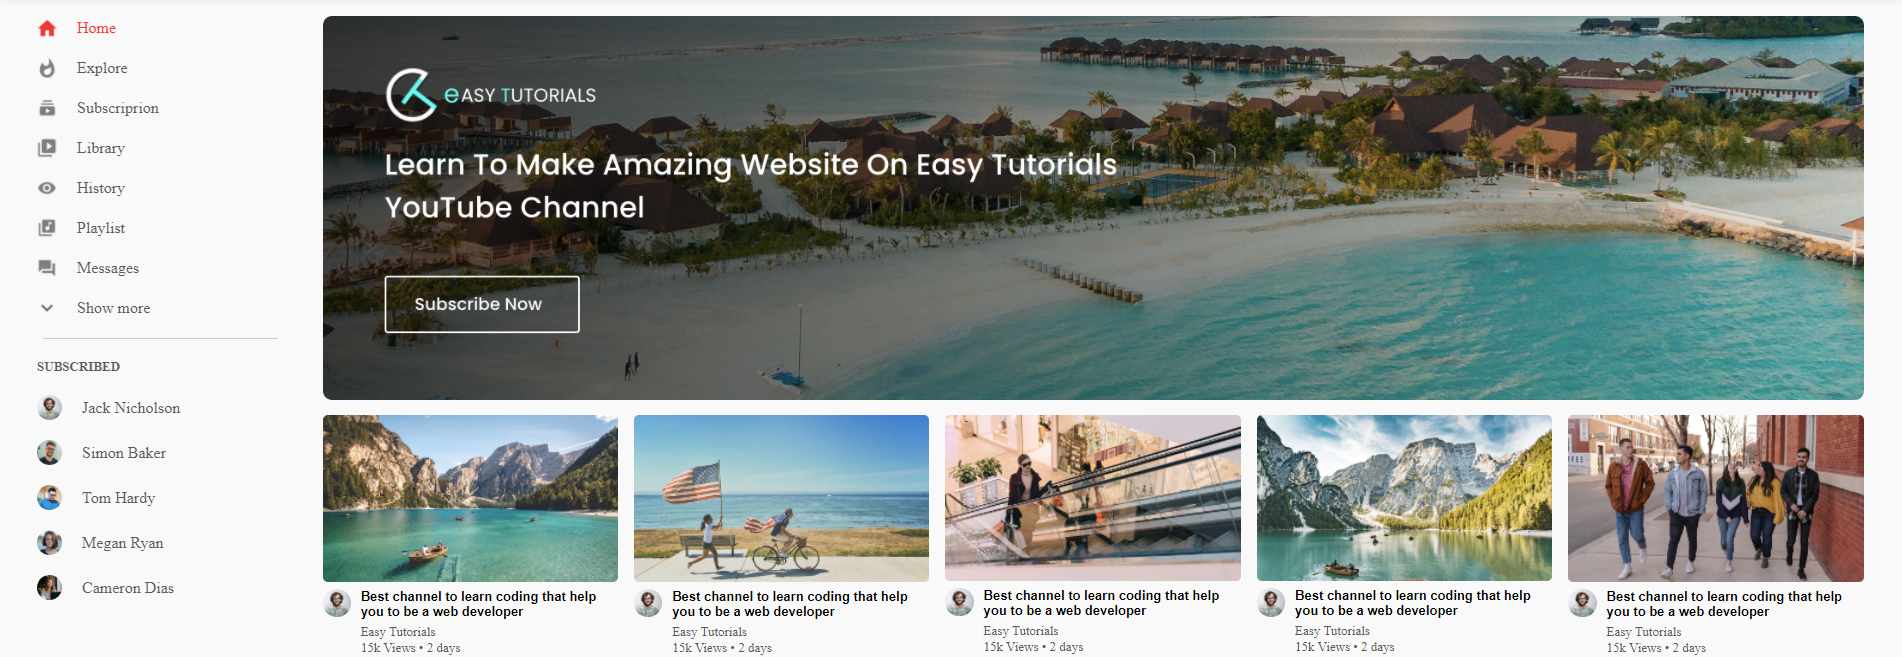 Home
Explore
Subscriprion
Library
History
Playlist
Messages
Show more
SUBSCRIBED
Jack Nicholson
Simon Baker
Tom Hardy
Megan Ryan
Cameron Dias
eASY TUTORIALS
Learn To Make Amazing Website On Easy Tutorials
YouTube Channel
Subscribe Now
Best channel to learn coding that help
you to be a web developer
Easy Tutorials
15k Views • 2 days
Best channel to learn coding that help
you to be a web developer
Easy Tutorials
15k Views • 2 days
Best channel to learn coding that help
you to be a web developer
Easy Tutorials
15k Views • 2 days
Best channel to learn coding that help
you to be a web developer
Easy Tutorials
15k Views • 2 days
FFEE
Best channel to learn coding that help
you to be a web developer
Easy Tutorials
15k Views • 2 days